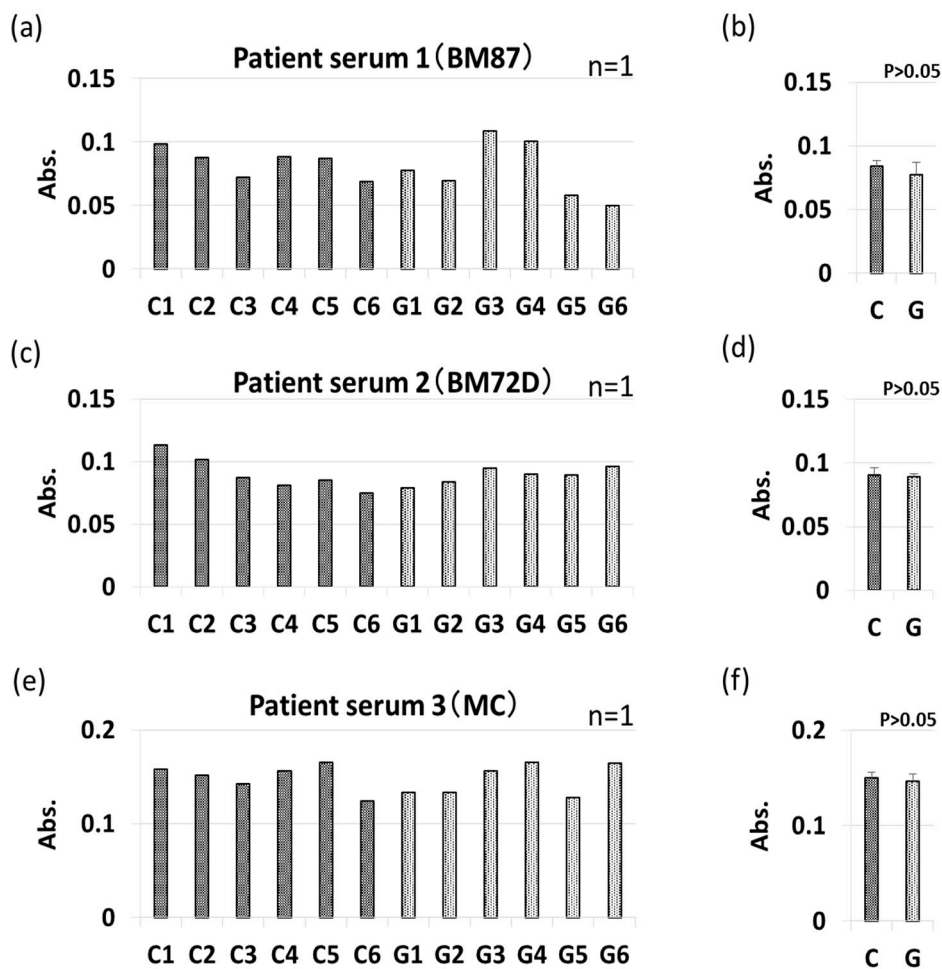 (a)
Patient serum 1（BM87）
n=1
0.15
0.1
0.05
0
Abs.
C1 C2 C3 C4 C5 C6 G1 G2 G3 G4 G5 G6
(b)
P>0.05
0.15
0.1
0.05
0
Abs.
C G
(c)
Patient serum 2（BM72D）
n=1
0.15
0.1
0.05
0
Abs.
C1 C2 C3 C4 C5 C6 G1 G2 G3 G4 G5 G6
(d)
P>0.05
0.15
0.1
0.05
0
Abs.
C G
(e)
Patient serum 3（MC）
n=1
0.2
0.1
0
Abs.
C1 C2 C3 C4 C5 C6 G1 G2 G3 G4 G5 G6
(f)
P>0.05
0.2
0.1
0
Abs.
C G